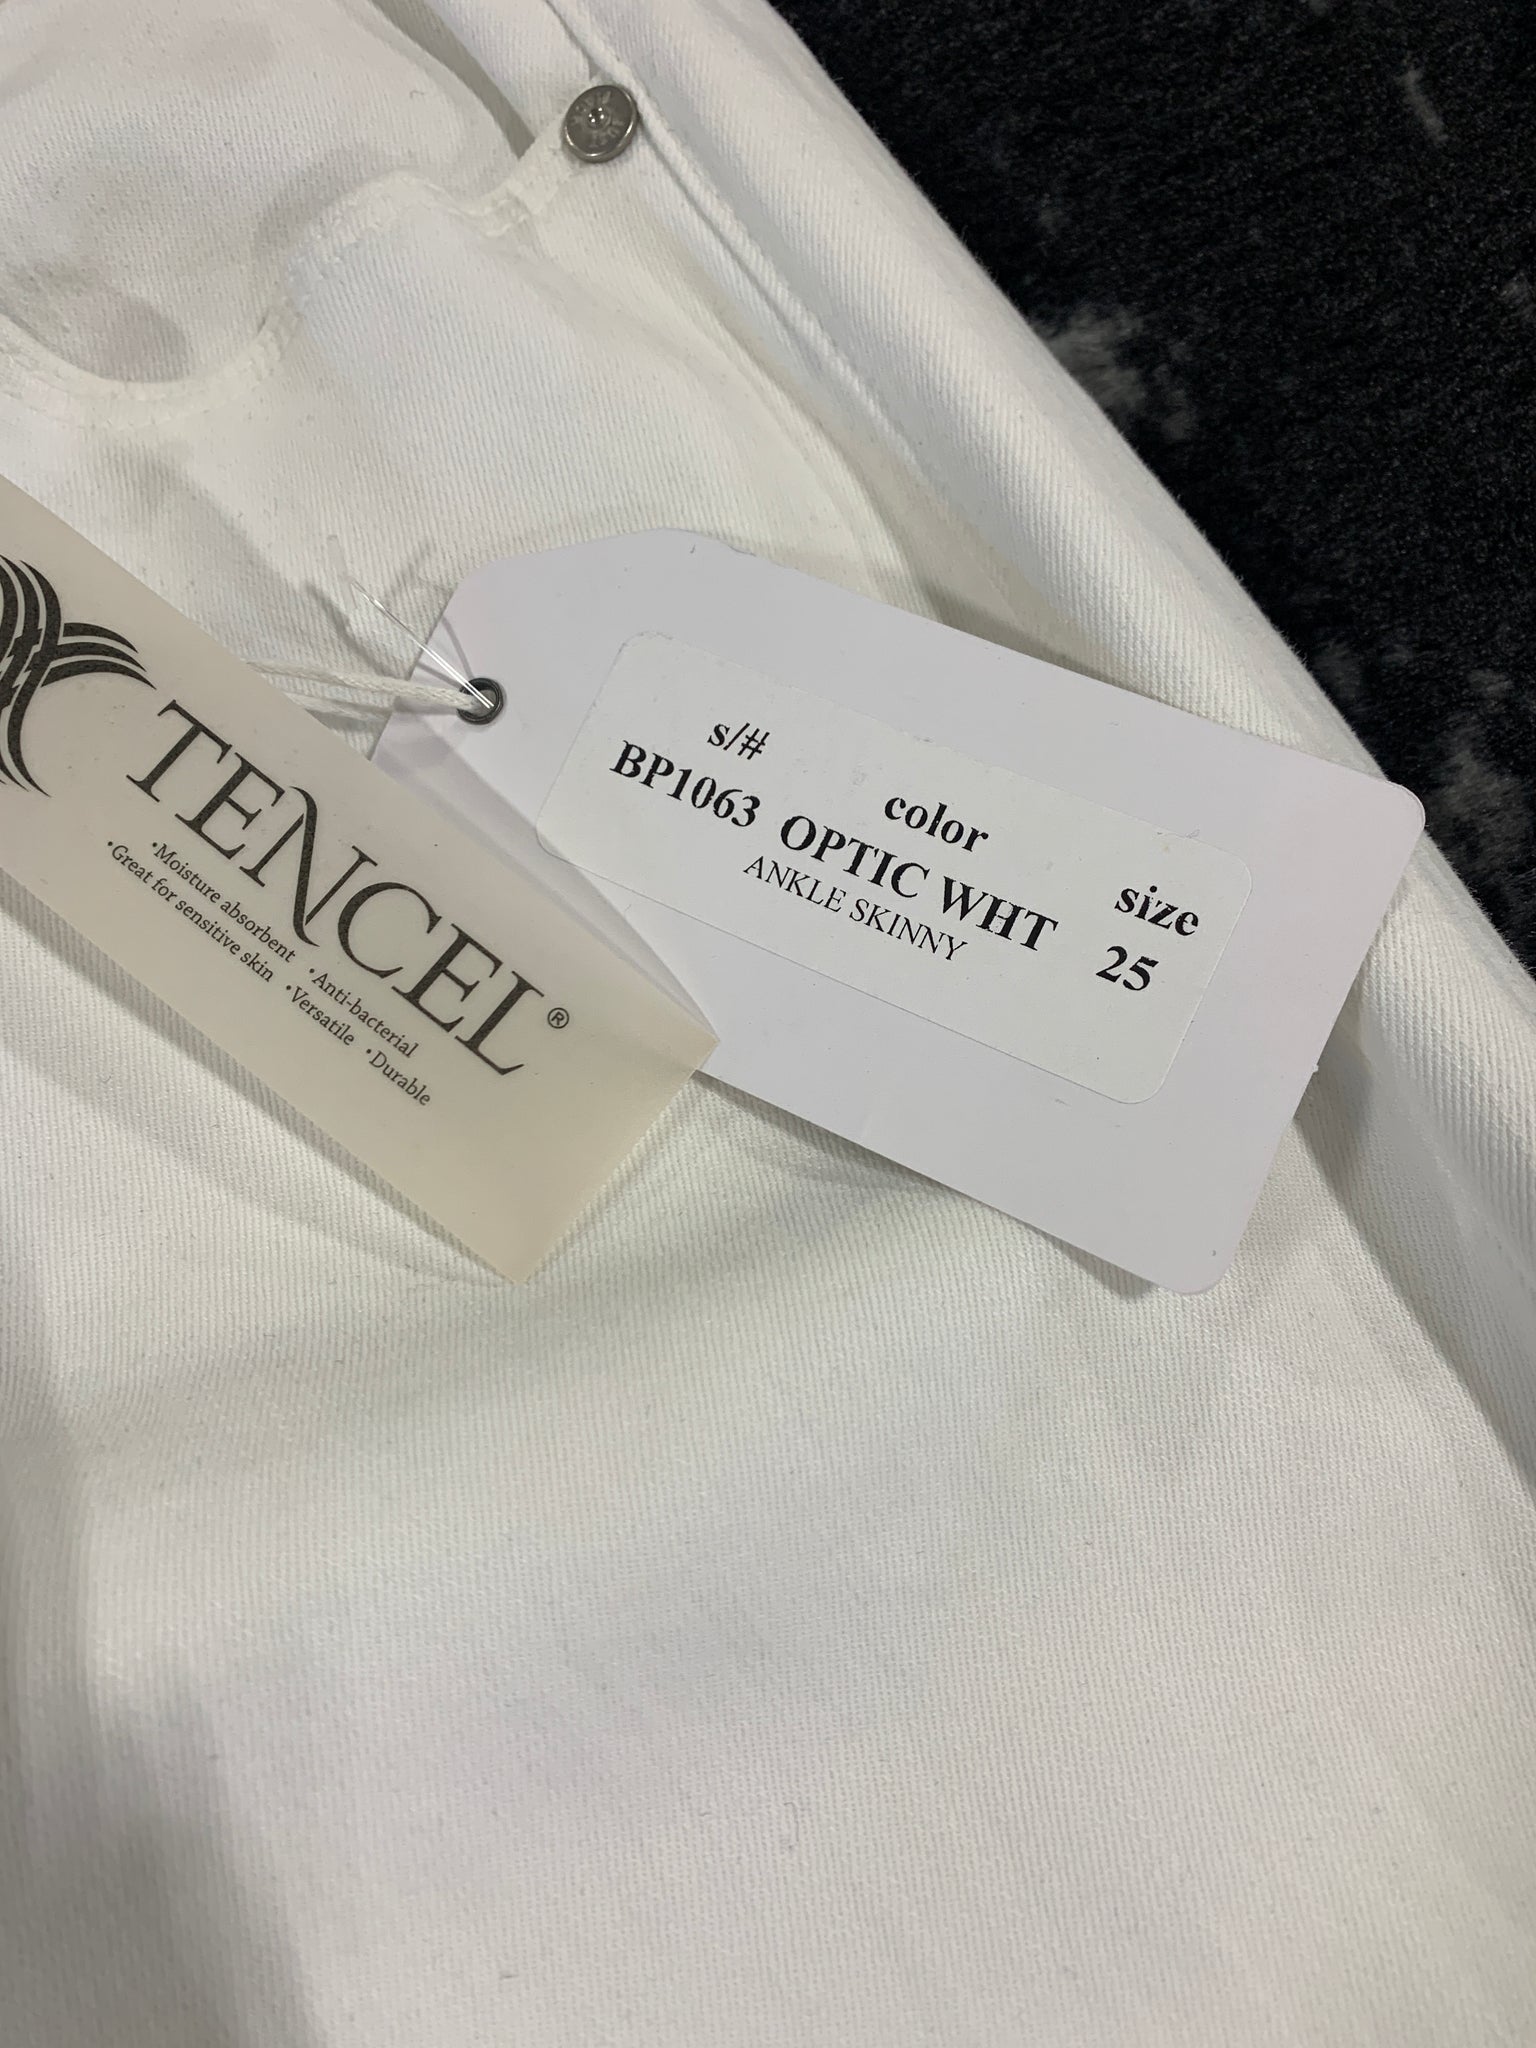 TENCEL®
•Moisture absorbent •Anti-bacterial
•Great for sensitive skin •Versatile •Durable
s/# color size
BP1063 OPTIC WHT 25
ANKLE SKINNY